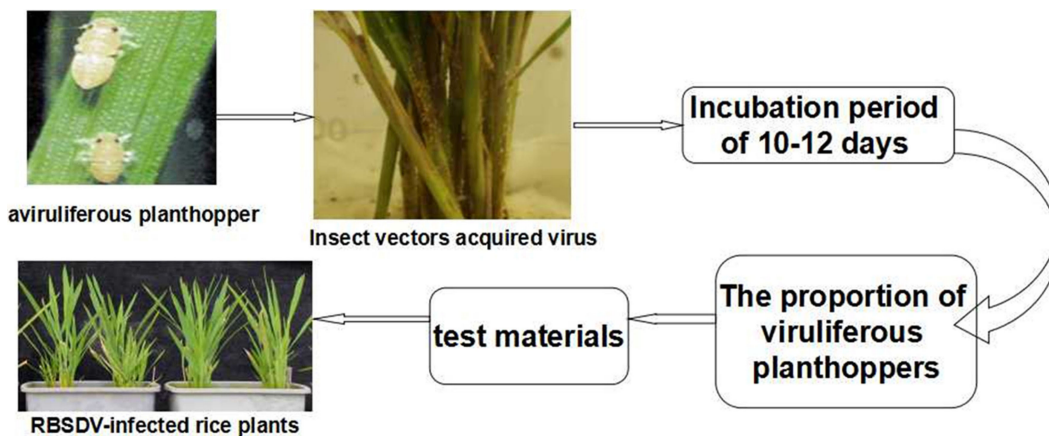 aviruliferous planthopper
Insect vectors acquired virus
Incubation period
of 10-12 days
The proportion of
viruliferous
planthoppers
test materials
RBSDV-infected rice plants